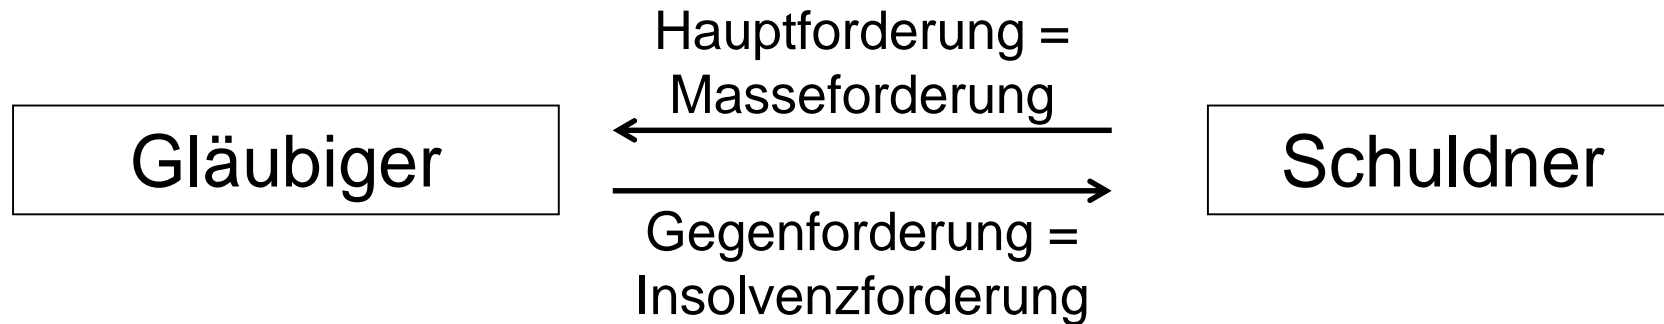 Hauptforderung =
Masseforderung
Gläubiger
Schuldner
Gegenforderung =
Insolvenzforderung